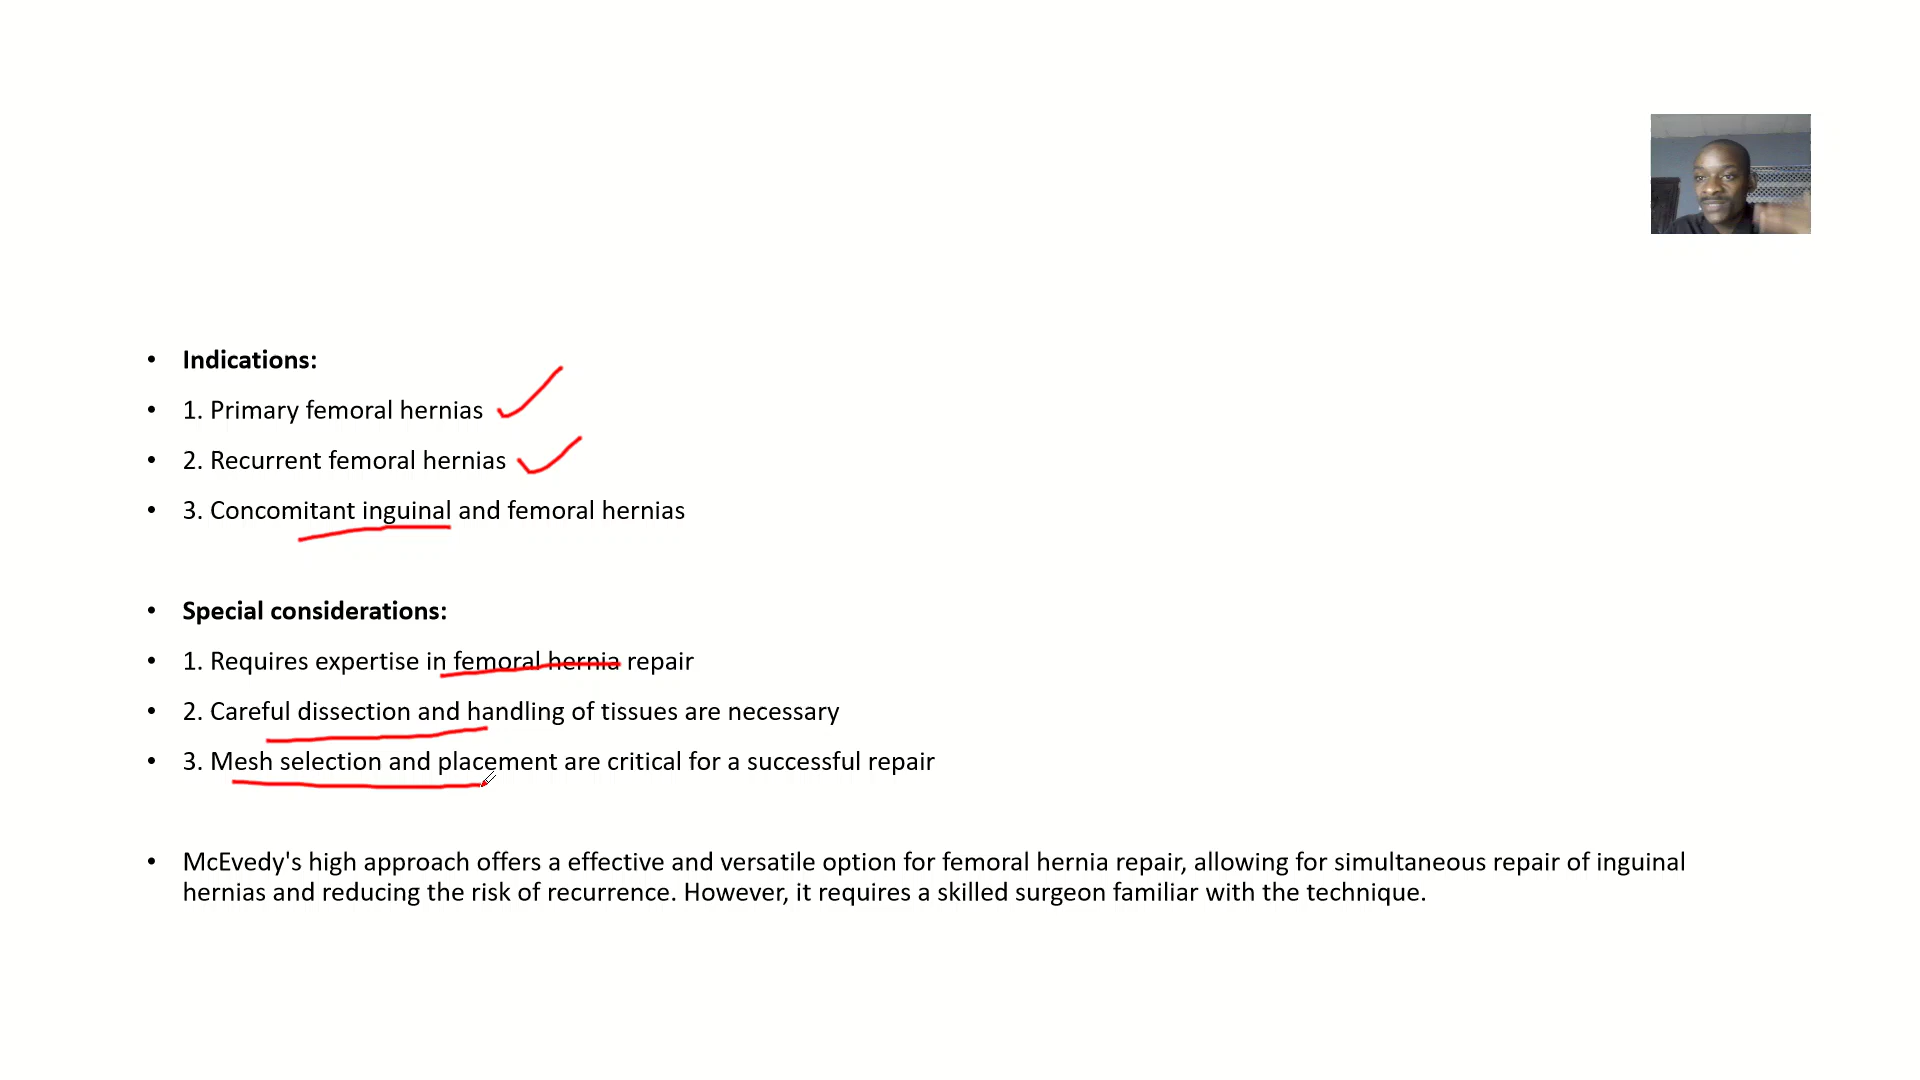 • Indications:
• 1. Primary femoral hernias
• 2. Recurrent femoral hernias
• 3. Concomitant inguinal and femoral hernias
• Special considerations:
• 1. Requires expertise in femoral hernia repair
• 2. Careful dissection and handling of tissues are necessary
• 3. Mesh selection and placement are critical for a successful repair
• McEvedy's high approach offers a effective and versatile option for femoral hernia repair, allowing for simultaneous repair of inguinal
hernias and reducing the risk of recurrence. However, it requires a skilled surgeon familiar with the technique.